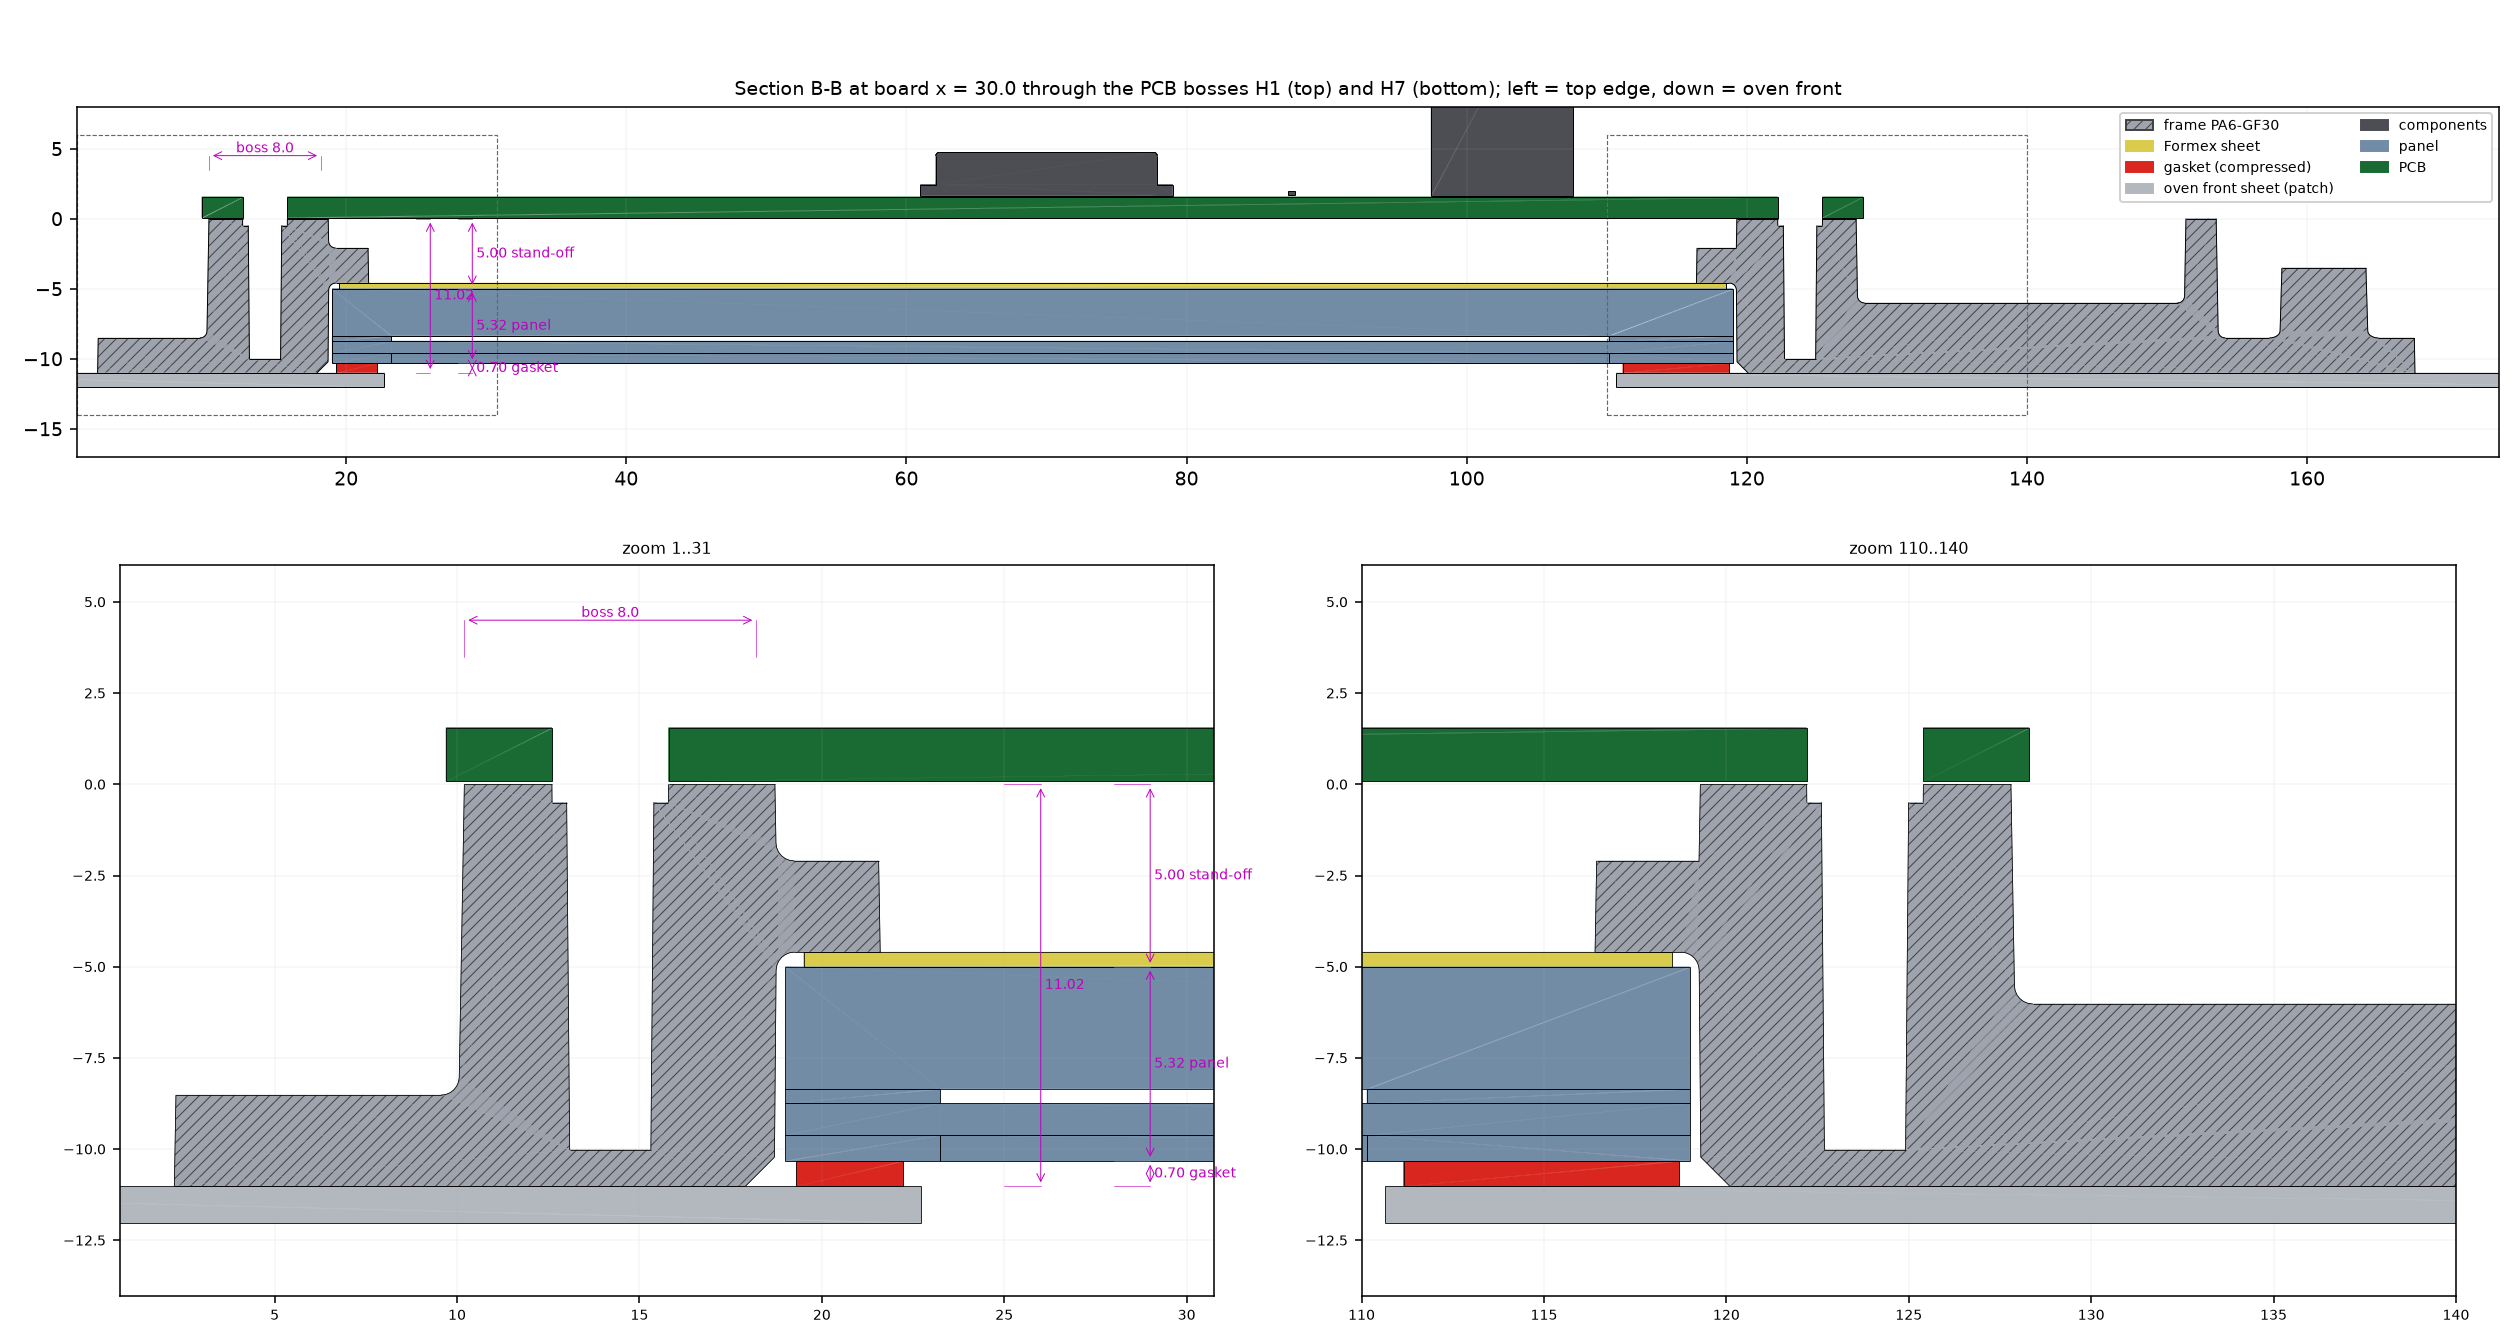 Section B-B at board x = 30.0 through the PCB bosses H1 (top) and H7 (bottom); left = top edge, down = oven front
frame PA6-GF30
Formex sheet
gasket (compressed)
oven front sheet (patch)
components
panel
PCB
boss 8.0
5.00 stand-off
11.02
5.32 panel
0.70 gasket
5
0
−5
−10
−15
20
40
60
80
100
120
140
160
zoom 1..31
boss 8.0
5.00 stand-off
11.02
5.32 panel
0.70 gasket
5.0
2.5
0.0
−2.5
−5.0
−7.5
−10.0
−12.5
5
10
15
20
25
30
zoom 110..140
5.0
2.5
0.0
−2.5
−5.0
−7.5
−10.0
−12.5
110
115
120
125
130
135
140